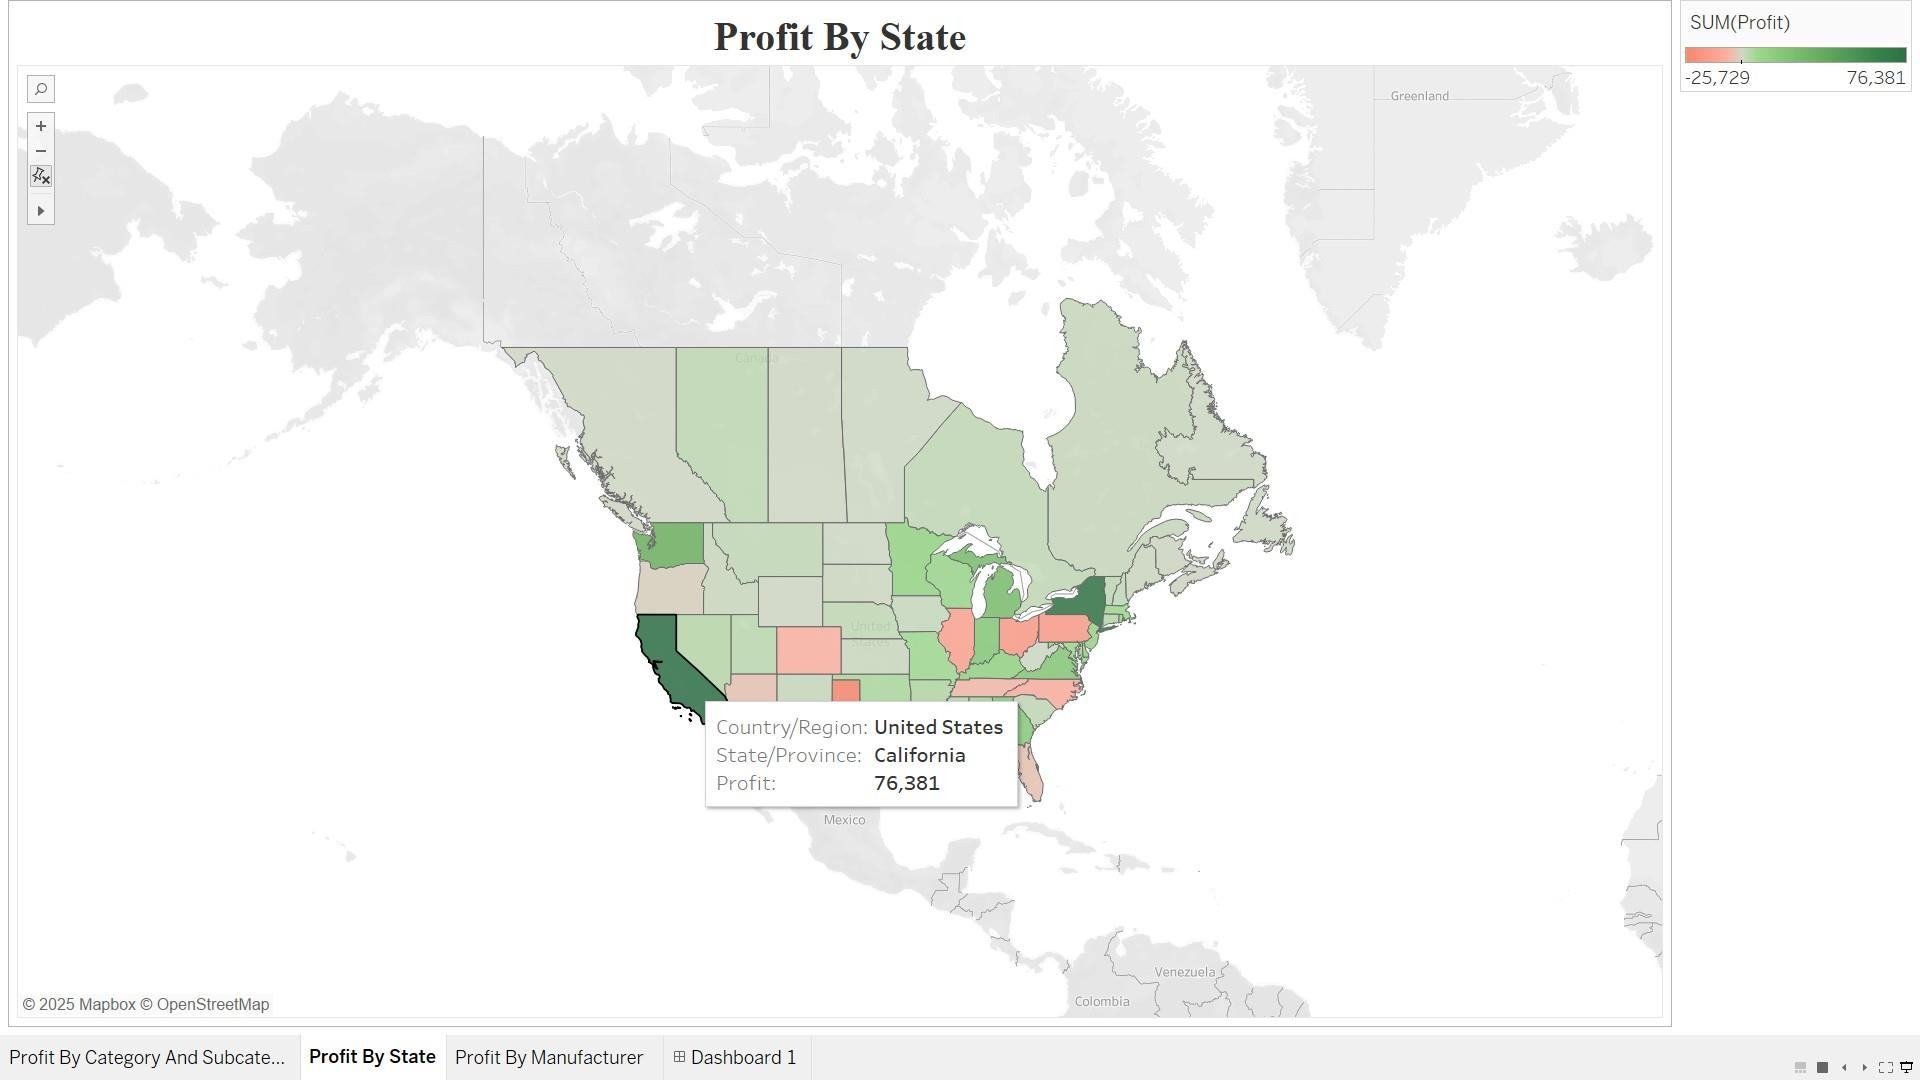 Profit By State
SUM(Profit)
-25,729 76,381
Greenland
Canada
United
States
Country/Region: United States
State/Province: California
Profit: 76,381
Mexico
Venezuela
Colombia
© 2025 Mapbox © OpenStreetMap
Profit By Category And Subcate... Profit By State Profit By Manufacturer Dashboard 1